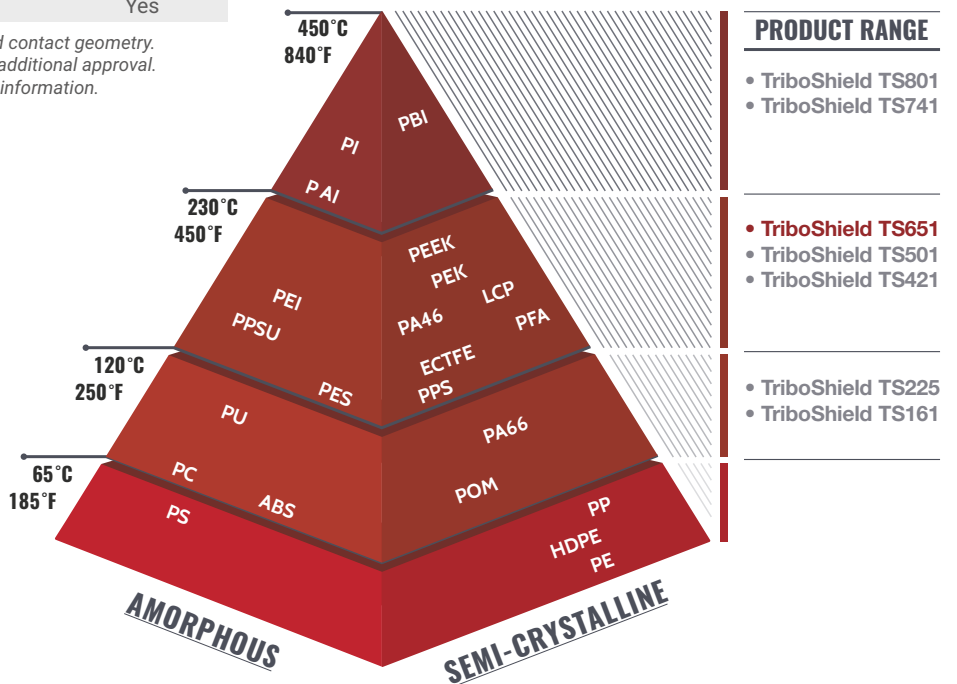 Yes
d contact geometry.
additional approval.
information.
450°C
840°F
PRODUCT RANGE
• TriboShield TS801
• TriboShield TS741
PBI
PI
P AI
230°C
450°F
• TriboShield TS651
• TriboShield TS501
• TriboShield TS421
PEEK
PEK
LCP
PEI
PA46
PFA
PPSU
ECTFE
PES
PPS
120°C
250°F
• TriboShield TS225
• TriboShield TS161
PU
PA66
PC
POM
ABS
65°C
185°F
PS
PP
HDPE
PE
AMORPHOUS
SEMI-CRYSTALLINE